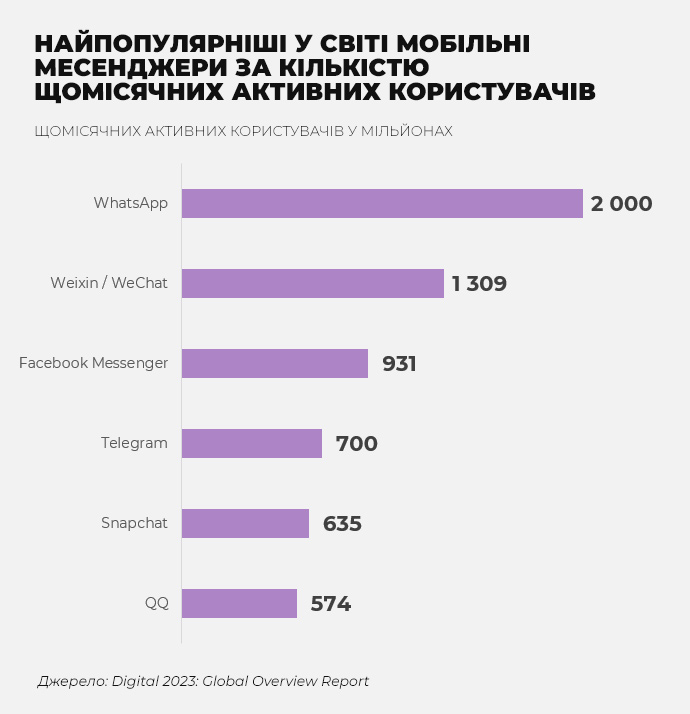 НАЙПОПУЛЯРНІШІ У СВІТІ МОБІЛЬНІ
МЕСЕНДЖЕРИ ЗА КІЛЬКІСТЮ
ЩОМІСЯЧНИХ АКТИВНИХ КОРИСТУВАЧІВ
ЩОМІСЯЧНИХ АКТИВНИХ КОРИСТУВАЧІВ У МІЛЬЙОНАХ
WhatsApp 2 000
Weixin / WeChat 1 309
Facebook Messenger 931
Telegram 700
Snapchat 635
QQ 574
Джерело: Digital 2023: Global Overview Report